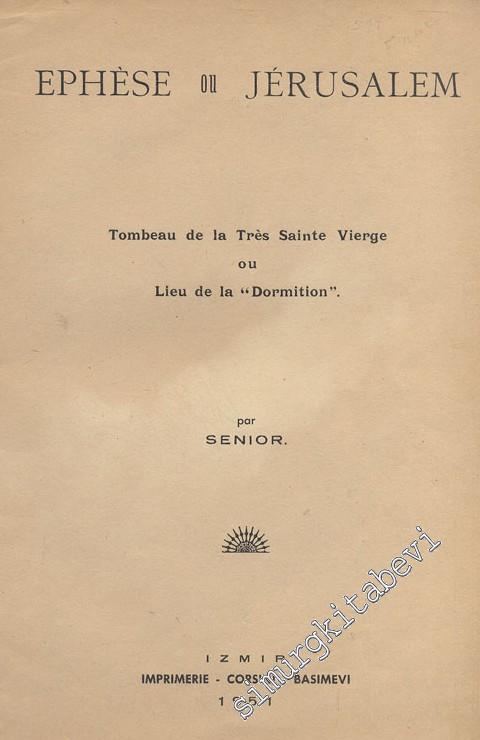 EPHÈSE ou JÉRUSALEM
Tombeau de la Très Sainte Vierge
ou
Lieu de la “Dormition”.
par
SENIOR.
IZMIR
IMPRIMERIE - BASIMEVI
1951
simurgkitabevi